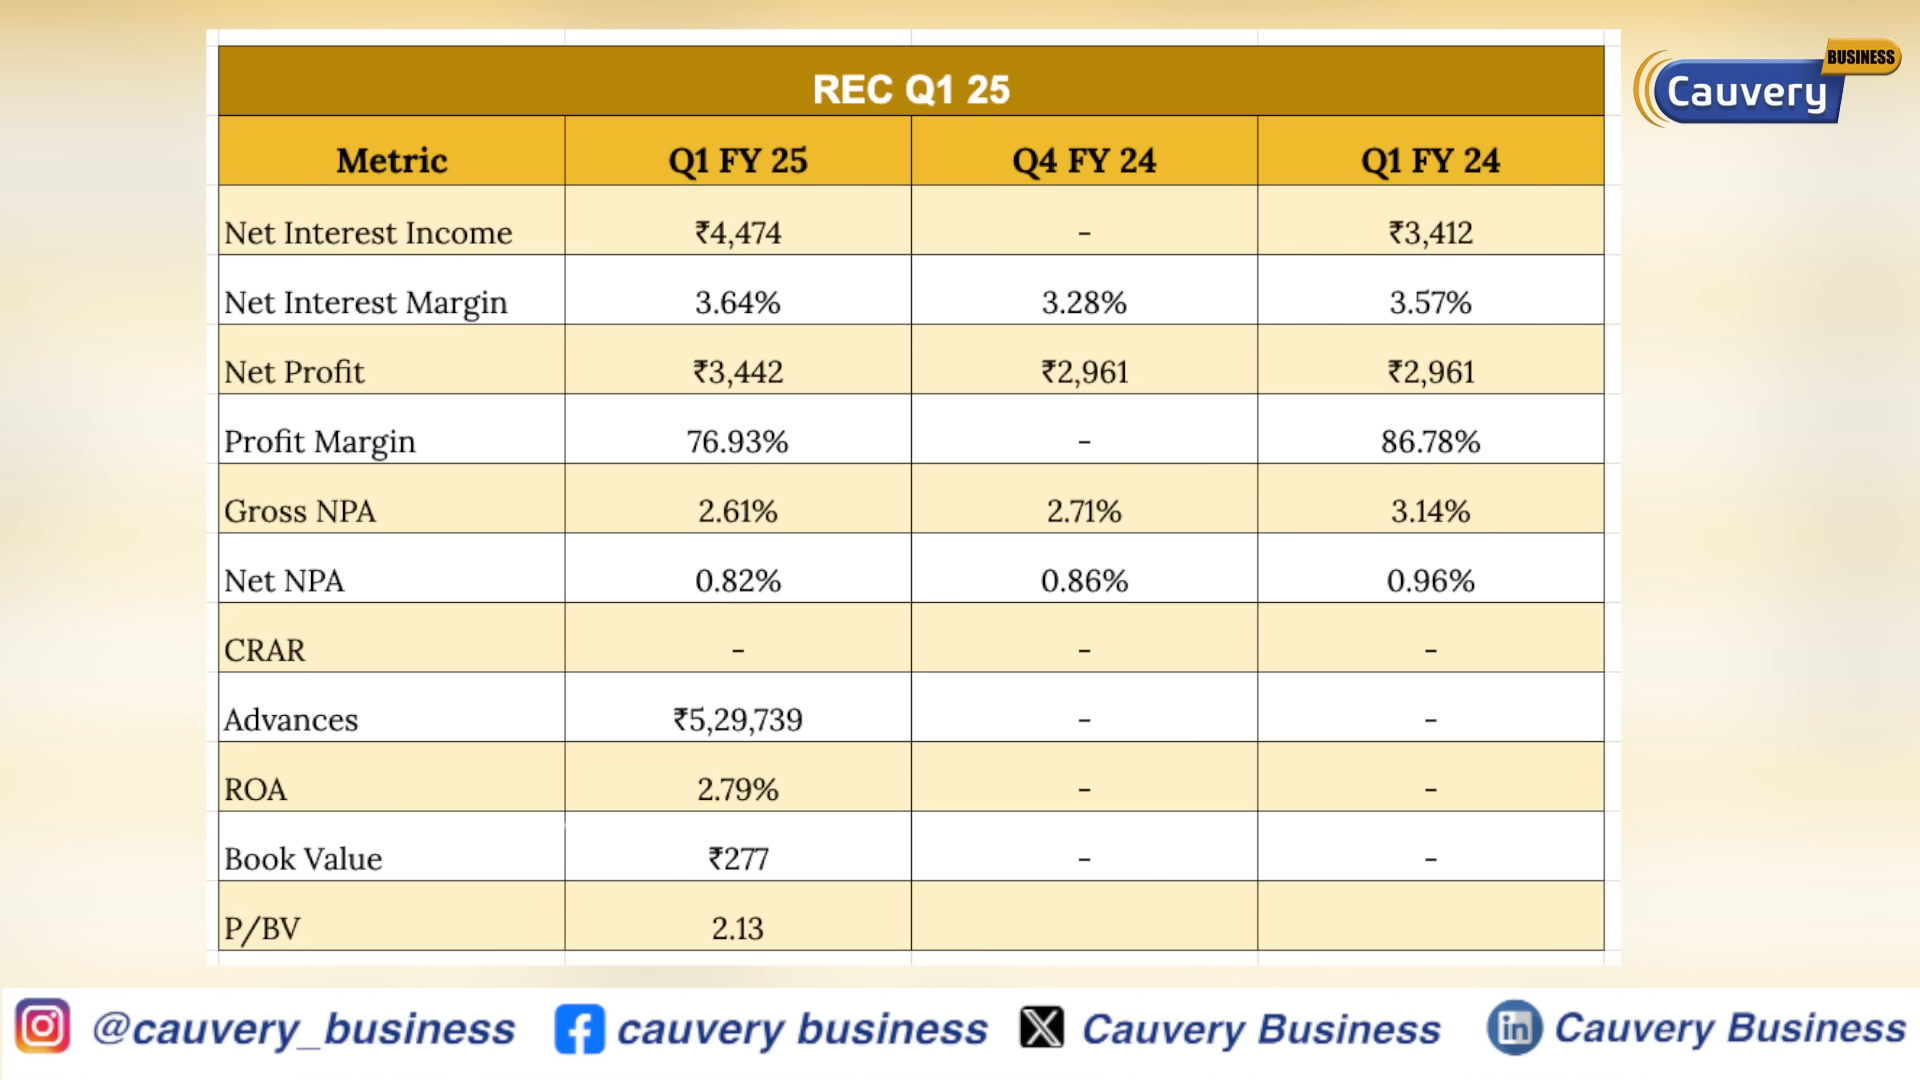 REC Q1 25
Metric Q1 FY 25 Q4 FY 24 Q1 FY 24
Net Interest Income ₹4,474 - ₹3,412
Net Interest Margin 3.64% 3.28% 3.57%
Net Profit ₹3,442 ₹2,961 ₹2,961
Profit Margin 76.93% - 86.78%
Gross NPA 2.61% 2.71% 3.14%
Net NPA 0.82% 0.86% 0.96%
CRAR - - -
Advances ₹5,29,739 - -
ROA 2.79% - -
Book Value ₹277 - -
P/BV 2.13
BUSINESS
Cauvery
@cauvery_business cauvery business Cauvery Business in Cauvery Business